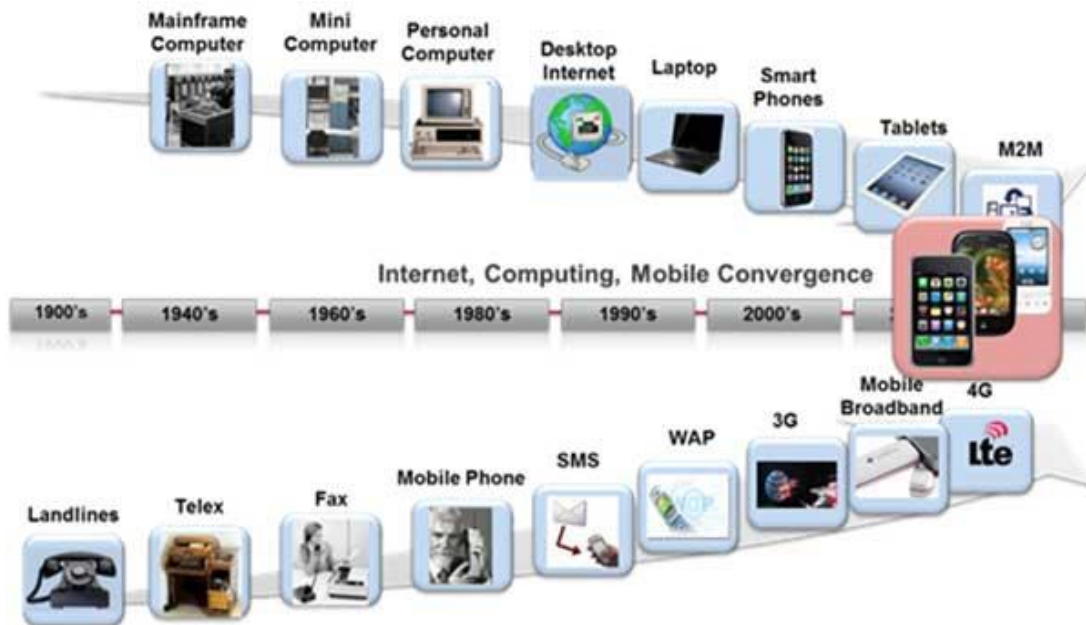 Mainframe
Computer
Mini
Computer
Personal
Computer
Desktop
Internet
Laptop
Smart
Phones
Tablets
M2M
Internet, Computing, Mobile Convergence
1900's
1940's
1960's
1980's
1990's
2000's
Landlines
Telex
Fax
Mobile Phone
SMS
WAP
3G
Mobile
Broadband
4G
Lte